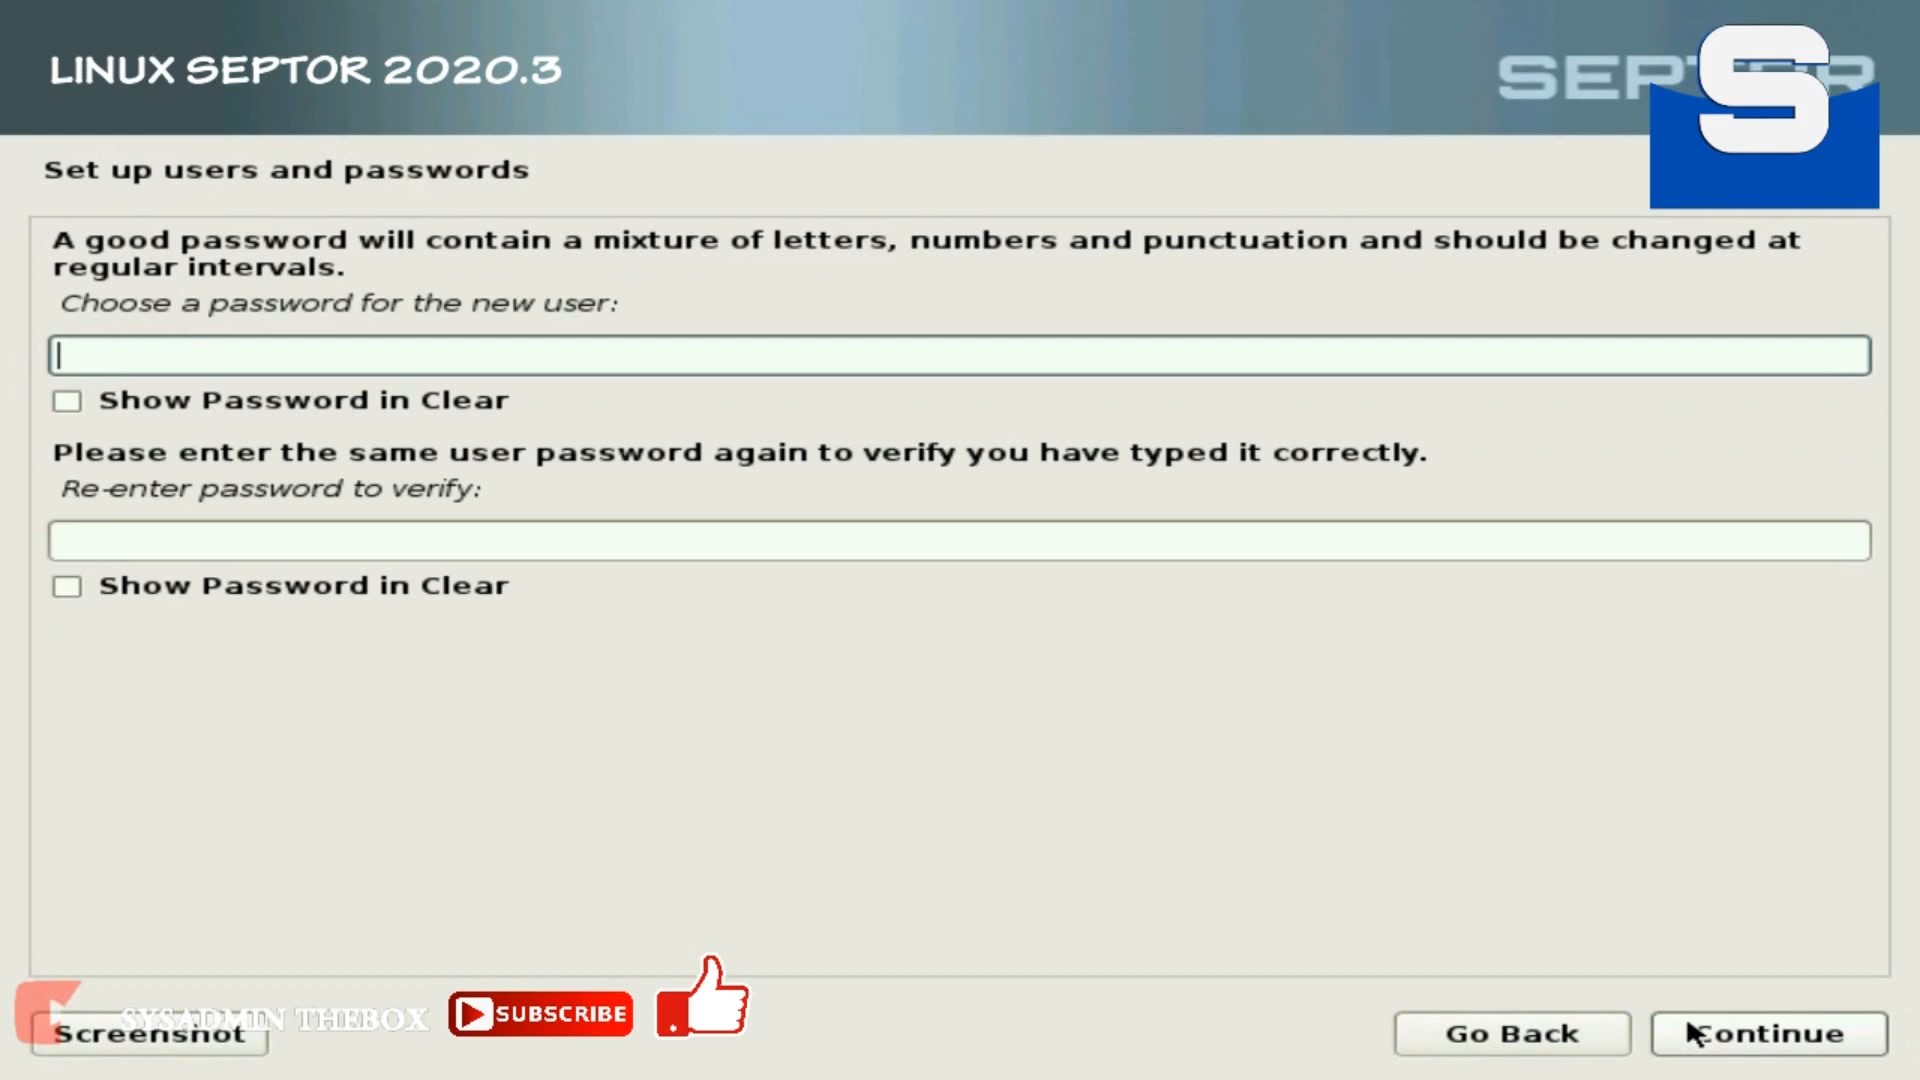 LINUX SEPTOR 2020.3
SEPTOR
S
Set up users and passwords
A good password will contain a mixture of letters, numbers and punctuation and should be changed at
regular intervals.
Choose a password for the new user:
Show Password in Clear
Please enter the same user password again to verify you have typed it correctly.
Re-enter password to verify:
Show Password in Clear
SYSADMIN THEBOX
SUBSCRIBE
Screenshot
Go Back
Continue